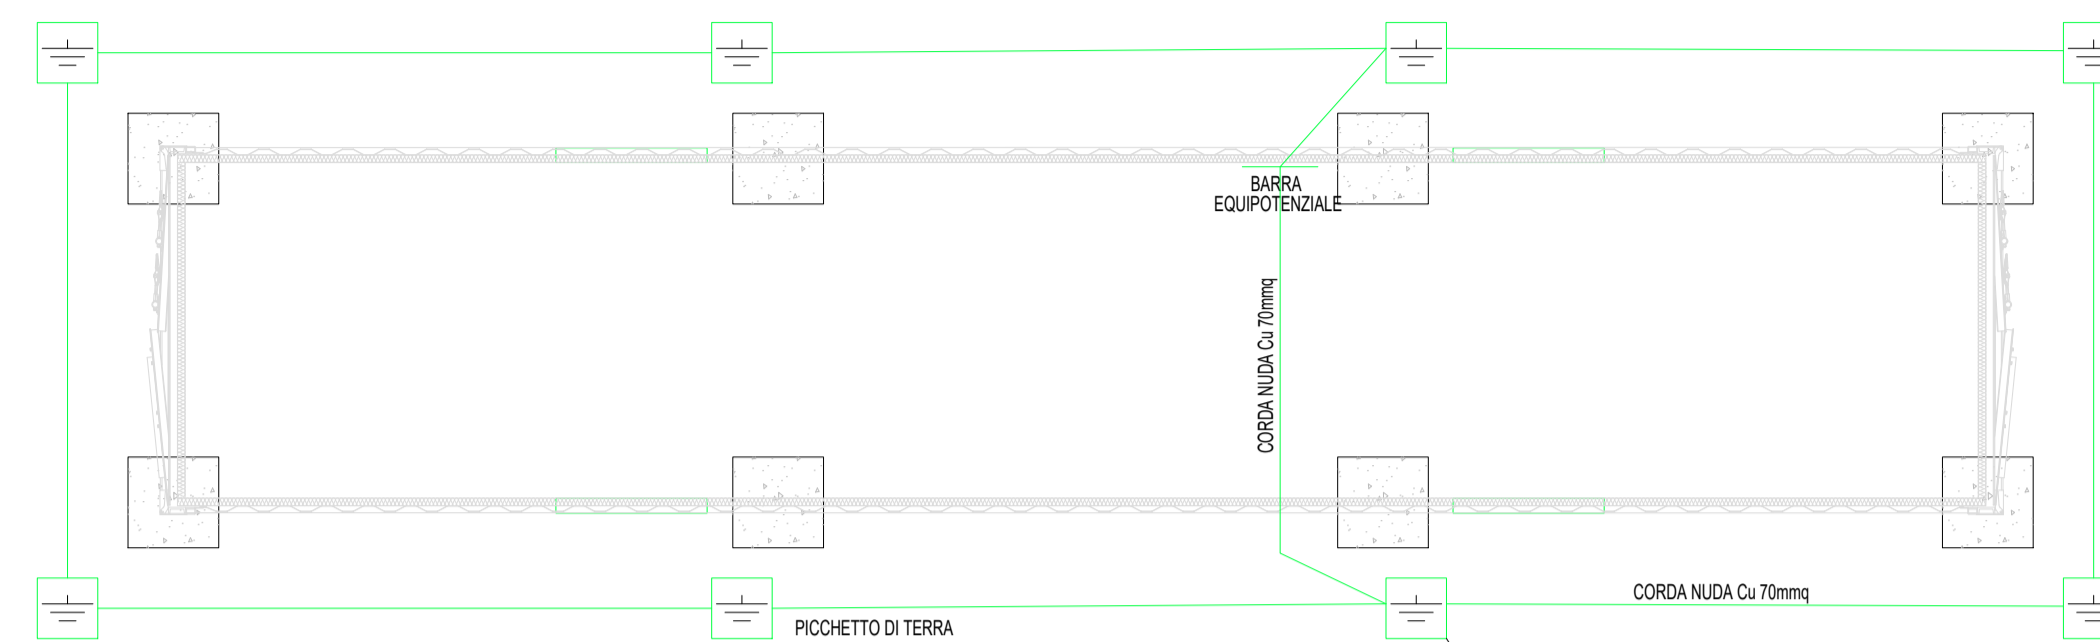 BARRA
EQUIPOTENZIALE
CORDA NUDA Cu 70mmq
CORDA NUDA Cu 70mmq
PICCHETTO DI TERRA